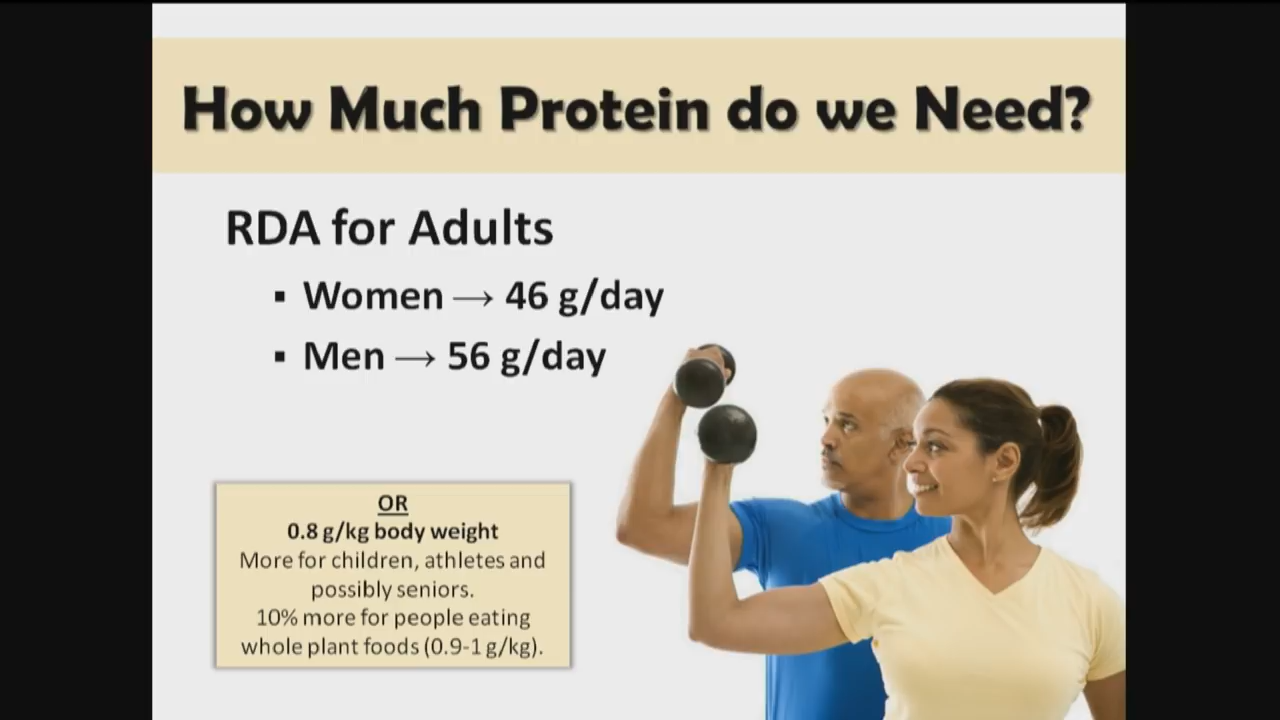 How Much Protein do we Need?
RDA for Adults
▪ Women → 46 g/day
▪ Men → 56 g/day
OR
0.8 g/kg body weight
More for children, athletes and
possibly seniors.
10% more for people eating
whole plant foods (0.9-1 g/kg).